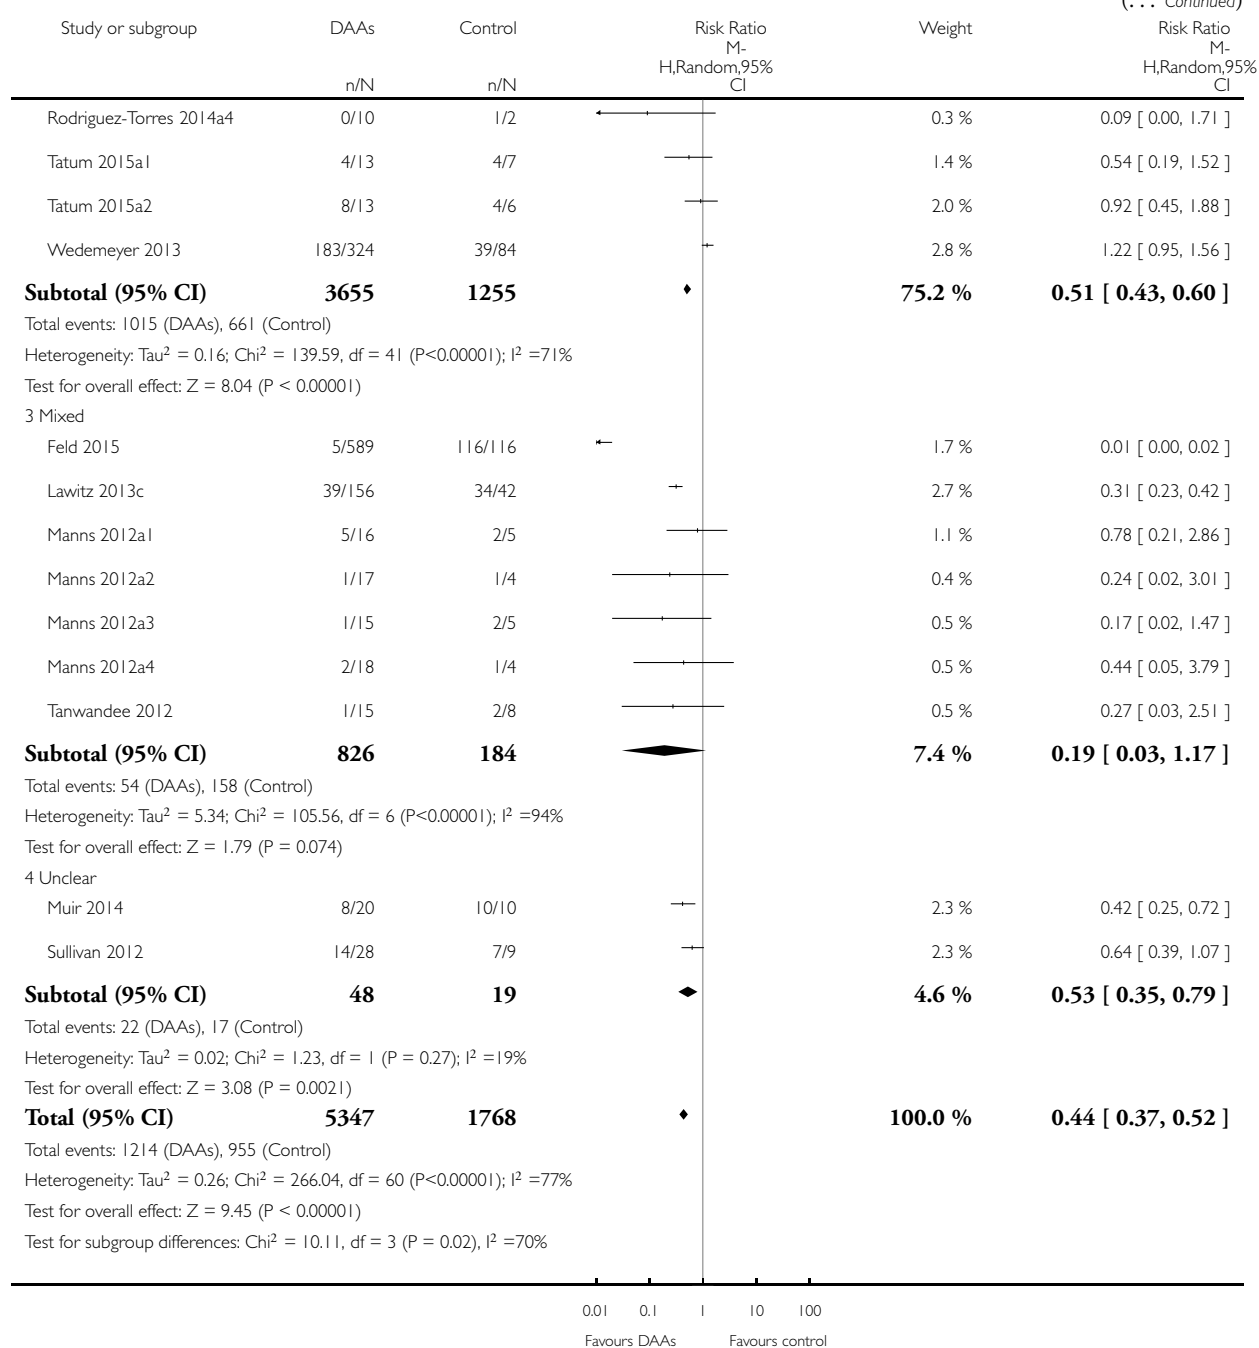 (... Continued)
Study or subgroup DAAs Control Risk Ratio Weight Risk Ratio
M- M-
H,Random,95% H,Random,95%
n/N n/N CI CI
Rodriguez-Torres 2014a4 0/10 1/2 0.3 % 0.09 [ 0.00, 1.71 ]
Tatum 2015a1 4/13 4/7 1.4 % 0.54 [ 0.19, 1.52 ]
Tatum 2015a2 8/13 4/6 2.0 % 0.92 [ 0.45, 1.88 ]
Wedemeyer 2013 183/324 39/84 2.8 % 1.22 [ 0.95, 1.56 ]
Subtotal (95% CI) 3655 1255 75.2 % 0.51 [ 0.43, 0.60 ]
Total events: 1015 (DAAs), 661 (Control)
Heterogeneity: Tau² = 0.16; Chi² = 139.59, df = 41 (P<0.00001); I² =71%
Test for overall effect: Z = 8.04 (P < 0.00001)
3 Mixed
Feld 2015 5/589 116/116 1.7 % 0.01 [ 0.00, 0.02 ]
Lawitz 2013c 39/156 34/42 2.7 % 0.31 [ 0.23, 0.42 ]
Manns 2012a1 5/16 2/5 1.1 % 0.78 [ 0.21, 2.86 ]
Manns 2012a2 1/17 1/4 0.4 % 0.24 [ 0.02, 3.01 ]
Manns 2012a3 1/15 2/5 0.5 % 0.17 [ 0.02, 1.47 ]
Manns 2012a4 2/18 1/4 0.5 % 0.44 [ 0.05, 3.79 ]
Tanwandee 2012 1/15 2/8 0.5 % 0.27 [ 0.03, 2.51 ]
Subtotal (95% CI) 826 184 7.4 % 0.19 [ 0.03, 1.17 ]
Total events: 54 (DAAs), 158 (Control)
Heterogeneity: Tau² = 5.34; Chi² = 105.56, df = 6 (P<0.00001); I² =94%
Test for overall effect: Z = 1.79 (P = 0.074)
4 Unclear
Muir 2014 8/20 10/10 2.3 % 0.42 [ 0.25, 0.72 ]
Sullivan 2012 14/28 7/9 2.3 % 0.64 [ 0.39, 1.07 ]
Subtotal (95% CI) 48 19 4.6 % 0.53 [ 0.35, 0.79 ]
Total events: 22 (DAAs), 17 (Control)
Heterogeneity: Tau² = 0.02; Chi² = 1.23, df = 1 (P = 0.27); I² =19%
Test for overall effect: Z = 3.08 (P = 0.0021)
Total (95% CI) 5347 1768 100.0 % 0.44 [ 0.37, 0.52 ]
Total events: 1214 (DAAs), 955 (Control)
Heterogeneity: Tau² = 0.26; Chi² = 266.04, df = 60 (P<0.00001); I² =77%
Test for overall effect: Z = 9.45 (P < 0.00001)
Test for subgroup differences: Chi² = 10.11, df = 3 (P = 0.02), I² =70%
0.01 0.1 1 10 100
Favours DAAs Favours control